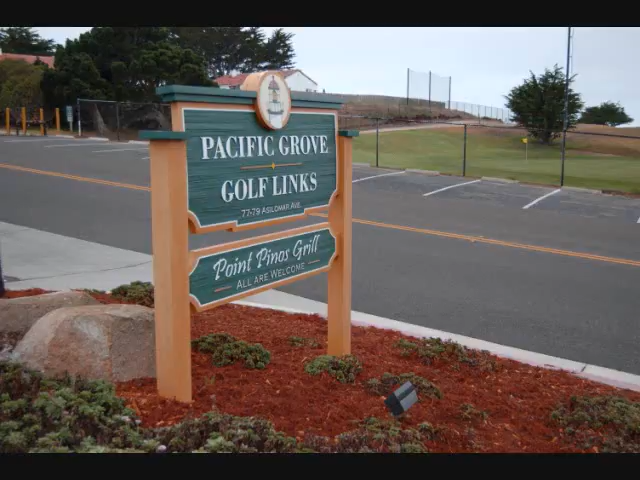 PACIFIC GROVE
GOLF LINKS
77-79 ASILOMAR AVE.
Point Pinos Grill
ALL ARE WELCOME